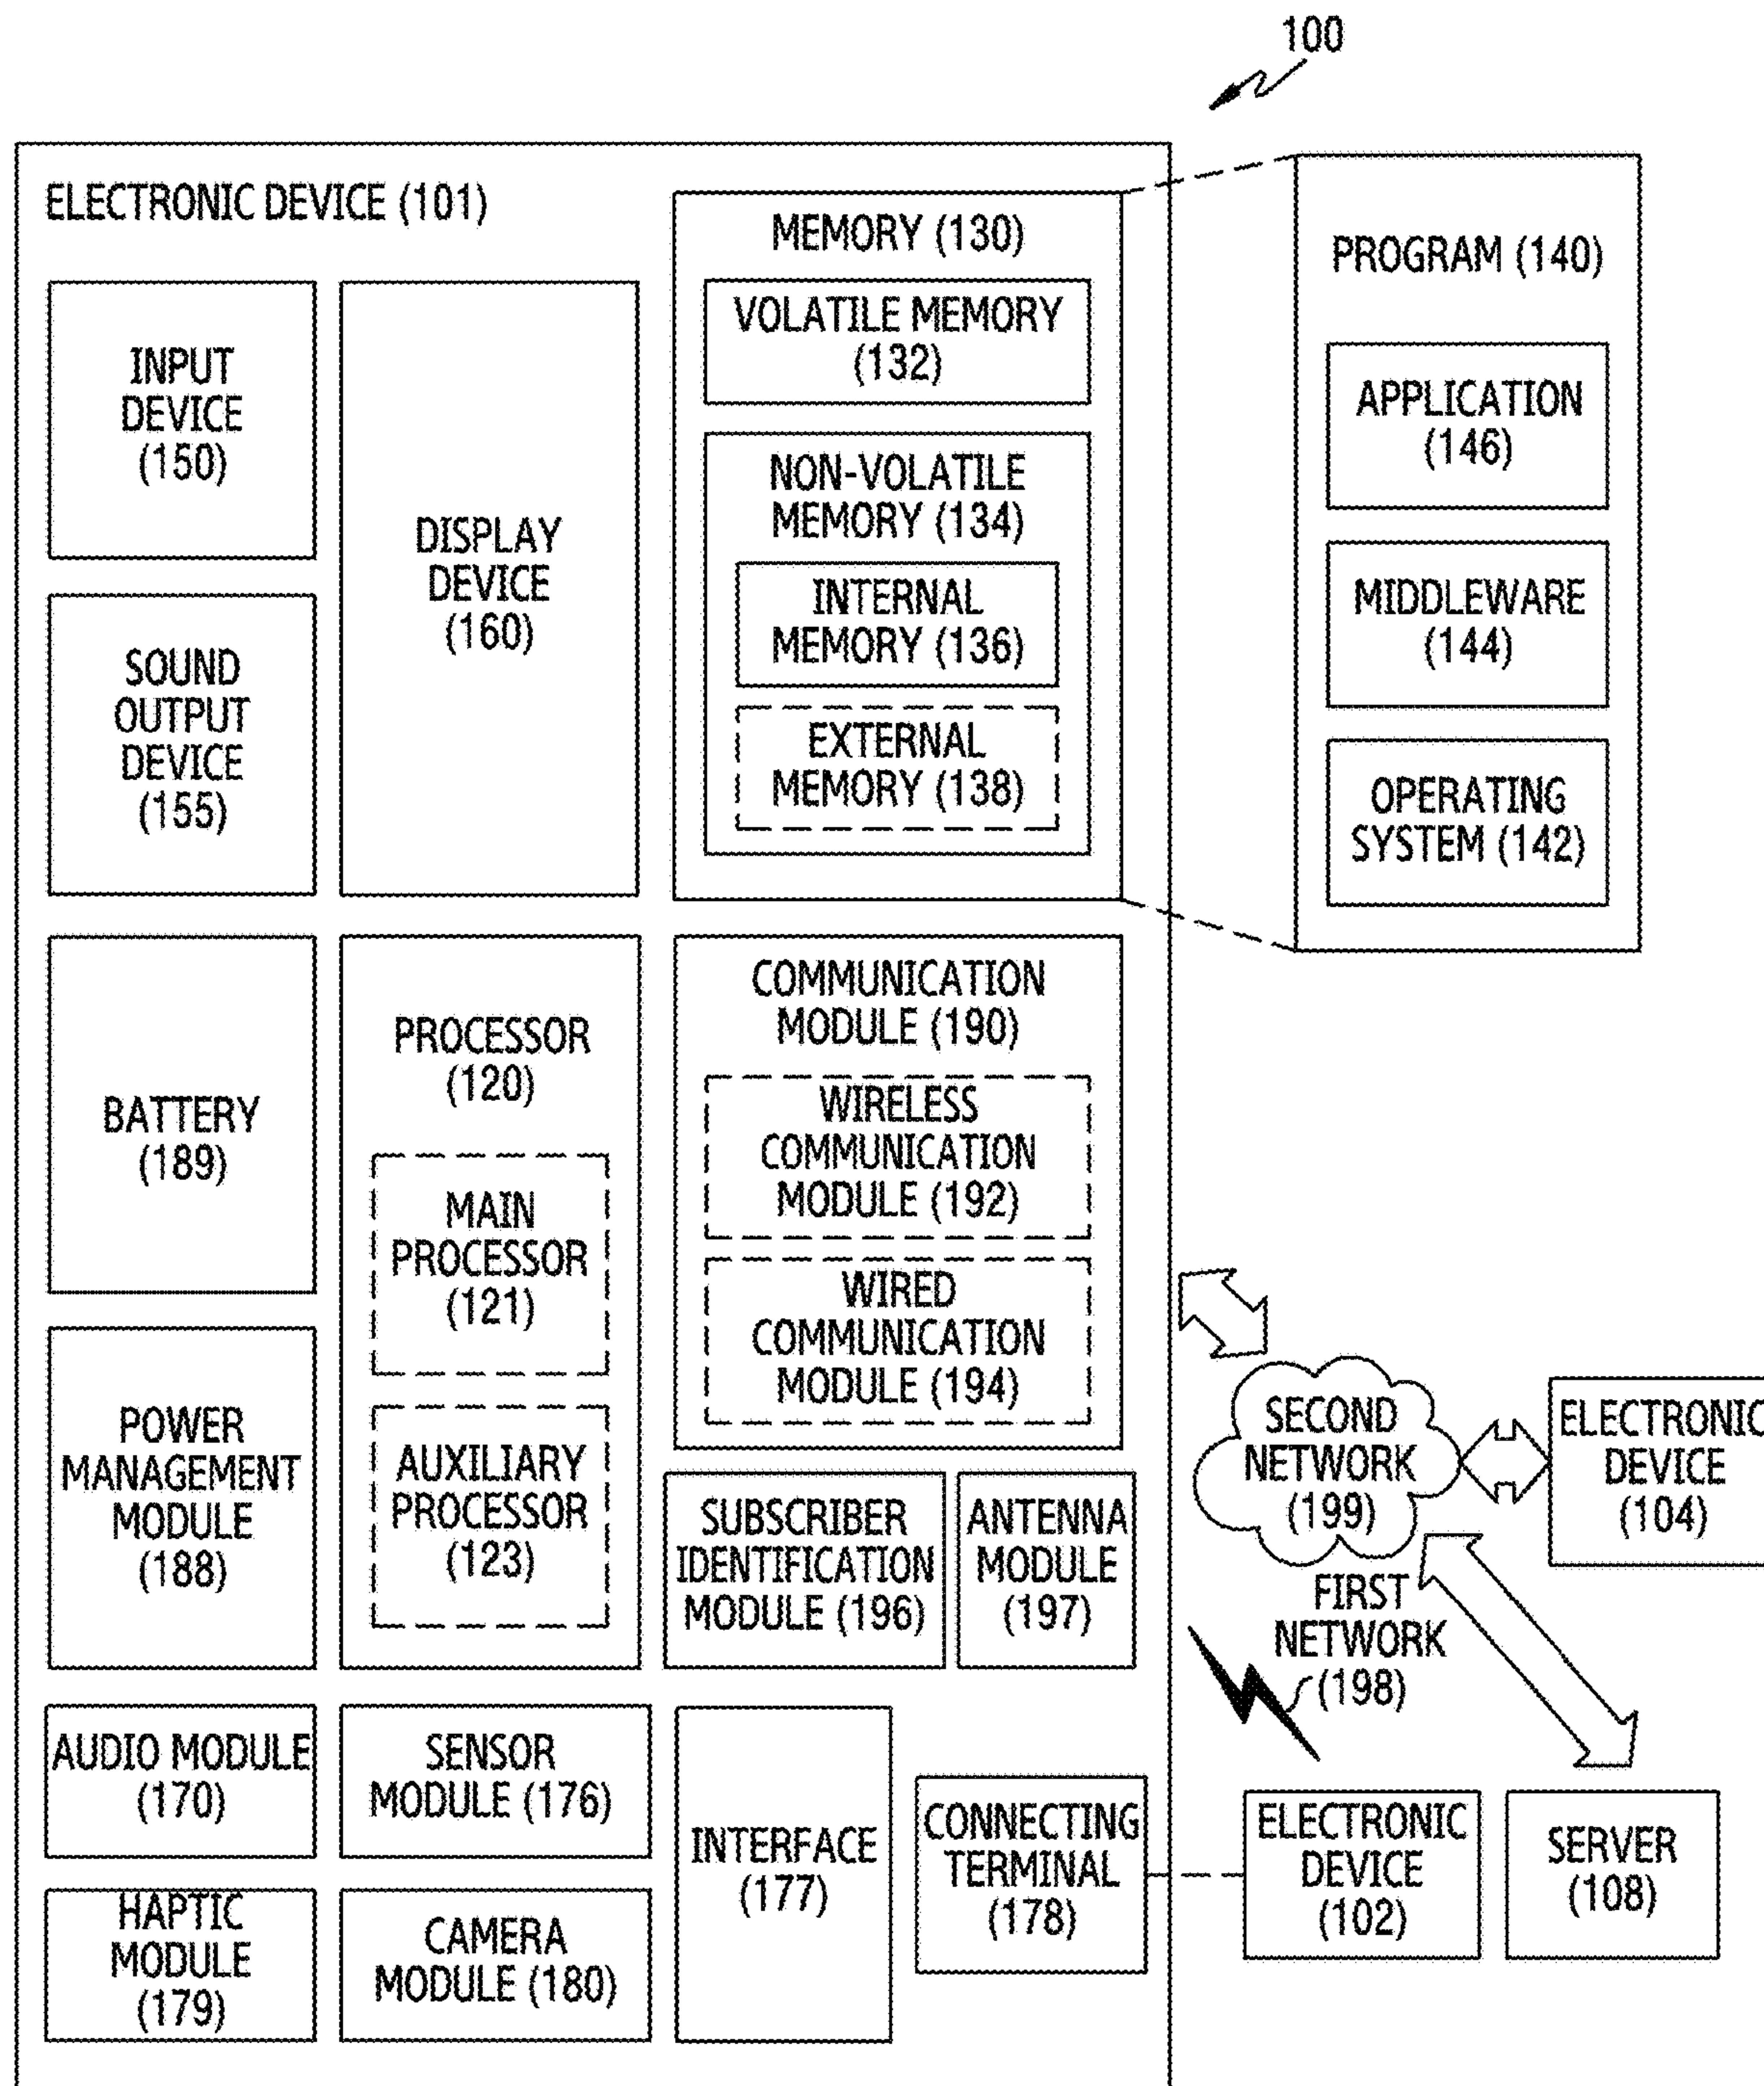 100
ELECTRONIC DEVICE (101)
INPUT
DEVICE
(150)
SOUND
OUTPUT
DEVICE
(155)
DISPLAY
DEVICE
(160)
MEMORY (130)
VOLATILE MEMORY
(132)
NON-VOLATILE
MEMORY (134)
INTERNAL
MEMORY (136)
EXTERNAL
MEMORY (138)
PROGRAM (140)
APPLICATION
(146)
MIDDLEWARE
(144)
OPERATING
SYSTEM (142)
BATTERY
(189)
POWER
MANAGEMENT
MODULE
(188)
PROCESSOR
(120)
MAIN
PROCESSOR
(121)
AUXILIARY
PROCESSOR
(123)
COMMUNICATION
MODULE (190)
WIRELESS
COMMUNICATION
MODULE (192)
WIRED
COMMUNICATION
MODULE (194)
SUBSCRIBER
IDENTIFICATION
MODULE (196)
ANTENNA
MODULE
(197)
SECOND
NETWORK
(199)
ELECTRONIC
DEVICE
(104)
FIRST
NETWORK
(198)
AUDIO MODULE
(170)
SENSOR
MODULE (176)
HAPTIC
MODULE
(179)
CAMERA
MODULE (180)
INTERFACE
(177)
CONNECTING
TERMINAL
(178)
ELECTRONIC
DEVICE
(102)
SERVER
(108)